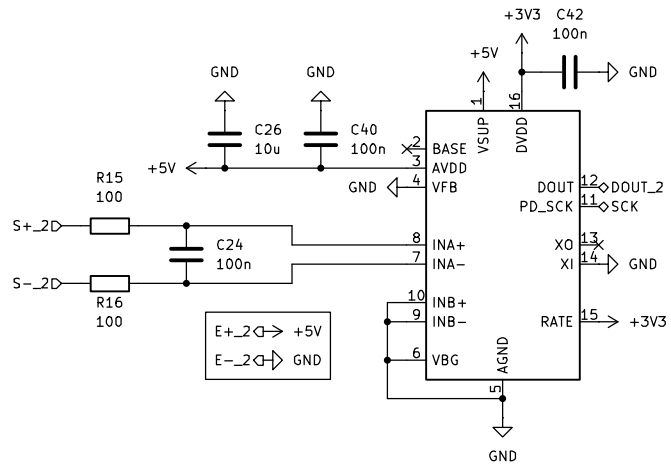 +3V3
C42
100n
GND
+5V
GND
GND
C26
10u
C40
100n
+5V
1
VSUP
16
DVDD
2
BASE
3
AVDD
GND
4
VFB
DOUT
12
DOUT_2
PD_SCK
11
SCK
R15
100
S+_2
C24
100n
8
INA+
7
INA-
XO
13
XI
14
GND
S-_2
R16
100
10
INB+
9
INB-
RATE
15
+3V3
E+_2
+5V
E-_2
GND
6
VBG
AGND
5
GND